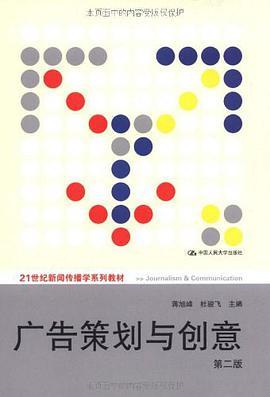 本页面中的内容受版权保护
中国人民大学出版社
21世纪新闻传播学系列教材 >> Journalism & Communication
蒋旭峰 杜骏飞 主编
广告策划与创意
第二版
本页面中的内容受版权保护